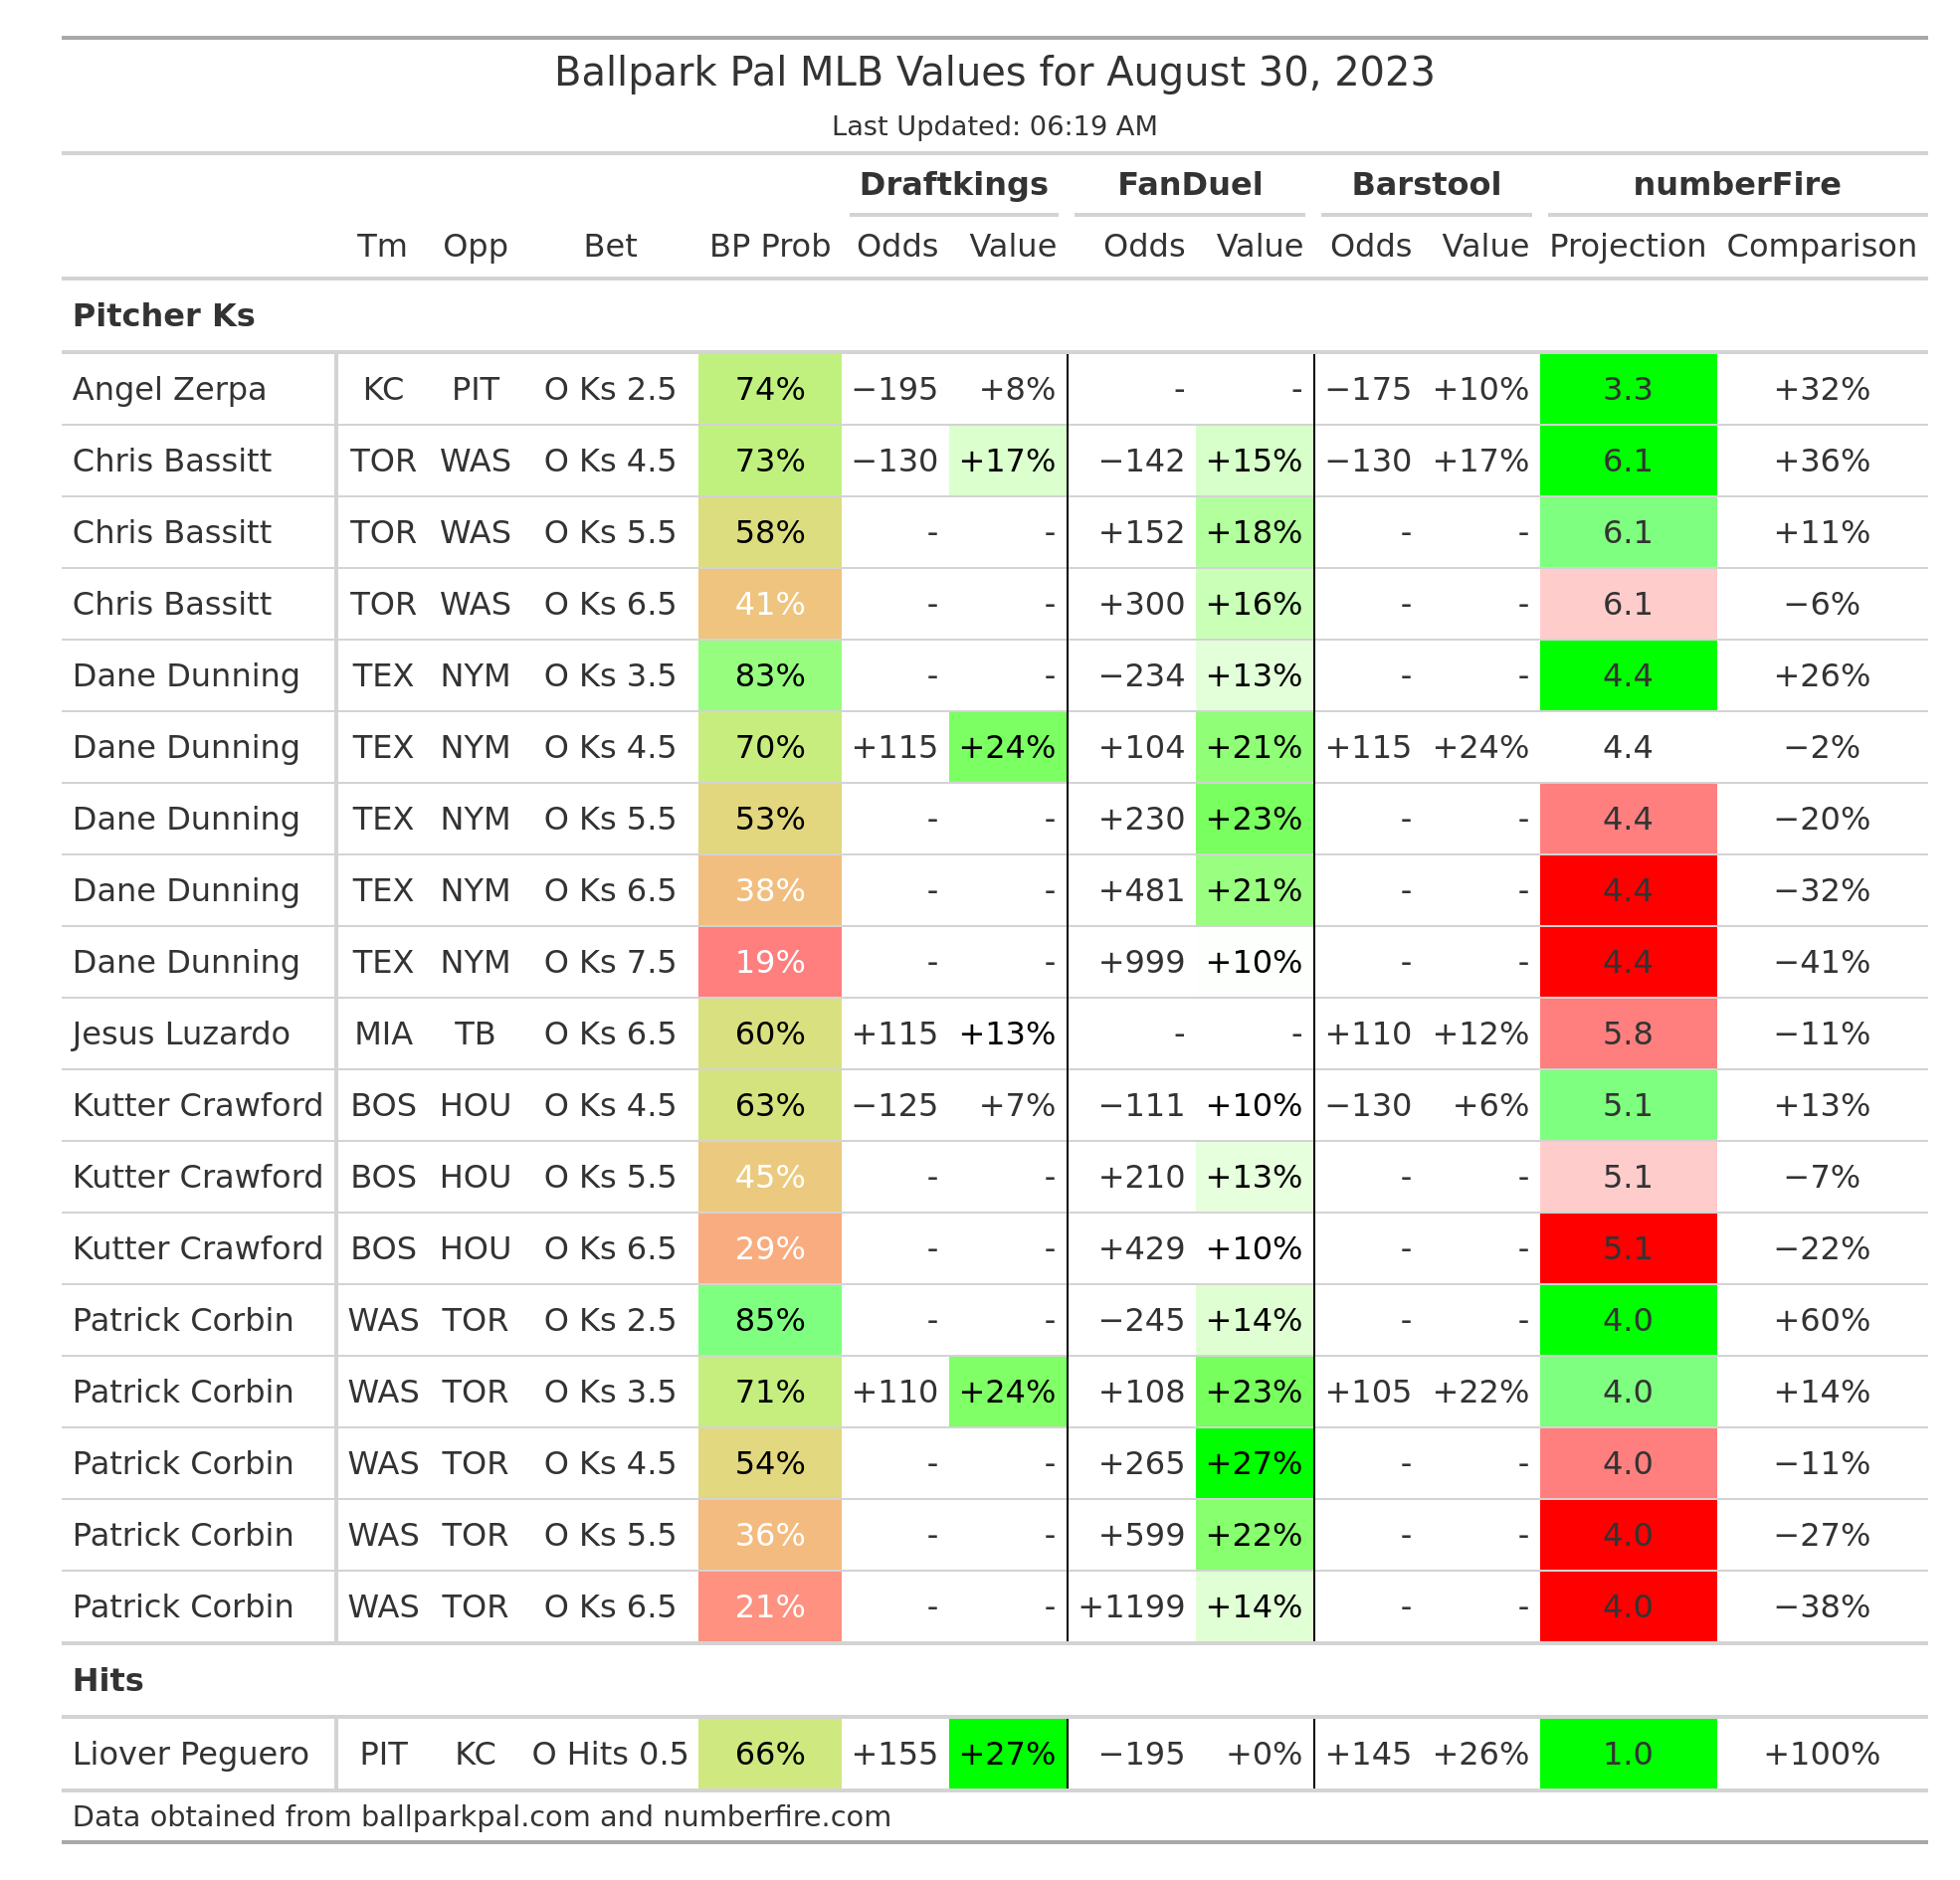 Ballpark Pal MLB Values for August 30, 2023
Last Updated: 06:19 AM
Draftkings FanDuel Barstool numberFire
Tm Opp Bet BP Prob Odds Value Odds Value Odds Value Projection Comparison
Pitcher Ks
Angel Zerpa KC PIT O Ks 2.5 74% −195 +8% - - −175 +10% 3.3 +32%
Chris Bassitt TOR WAS O Ks 4.5 73% −130 +17% −142 +15% −130 +17% 6.1 +36%
Chris Bassitt TOR WAS O Ks 5.5 58% - - +152 +18% - - 6.1 +11%
Chris Bassitt TOR WAS O Ks 6.5 41% - - +300 +16% - - 6.1 −6%
Dane Dunning TEX NYM O Ks 3.5 83% - - −234 +13% - - 4.4 +26%
Dane Dunning TEX NYM O Ks 4.5 70% +115 +24% +104 +21% +115 +24% 4.4 −2%
Dane Dunning TEX NYM O Ks 5.5 53% - - +230 +23% - - 4.4 −20%
Dane Dunning TEX NYM O Ks 6.5 38% - - +481 +21% - - 4.4 −32%
Dane Dunning TEX NYM O Ks 7.5 19% - - +999 +10% - - 4.4 −41%
Jesus Luzardo MIA TB O Ks 6.5 60% +115 +13% - - +110 +12% 5.8 −11%
Kutter Crawford BOS HOU O Ks 4.5 63% −125 +7% −111 +10% −130 +6% 5.1 +13%
Kutter Crawford BOS HOU O Ks 5.5 45% - - +210 +13% - - 5.1 −7%
Kutter Crawford BOS HOU O Ks 6.5 29% - - +429 +10% - - 5.1 −22%
Patrick Corbin WAS TOR O Ks 2.5 85% - - −245 +14% - - 4.0 +60%
Patrick Corbin WAS TOR O Ks 3.5 71% +110 +24% +108 +23% +105 +22% 4.0 +14%
Patrick Corbin WAS TOR O Ks 4.5 54% - - +265 +27% - - 4.0 −11%
Patrick Corbin WAS TOR O Ks 5.5 36% - - +599 +22% - - 4.0 −27%
Patrick Corbin WAS TOR O Ks 6.5 21% - - +1199 +14% - - 4.0 −38%
Hits
Liover Peguero PIT KC O Hits 0.5 66% +155 +27% −195 +0% +145 +26% 1.0 +100%
Data obtained from ballparkpal.com and numberfire.com